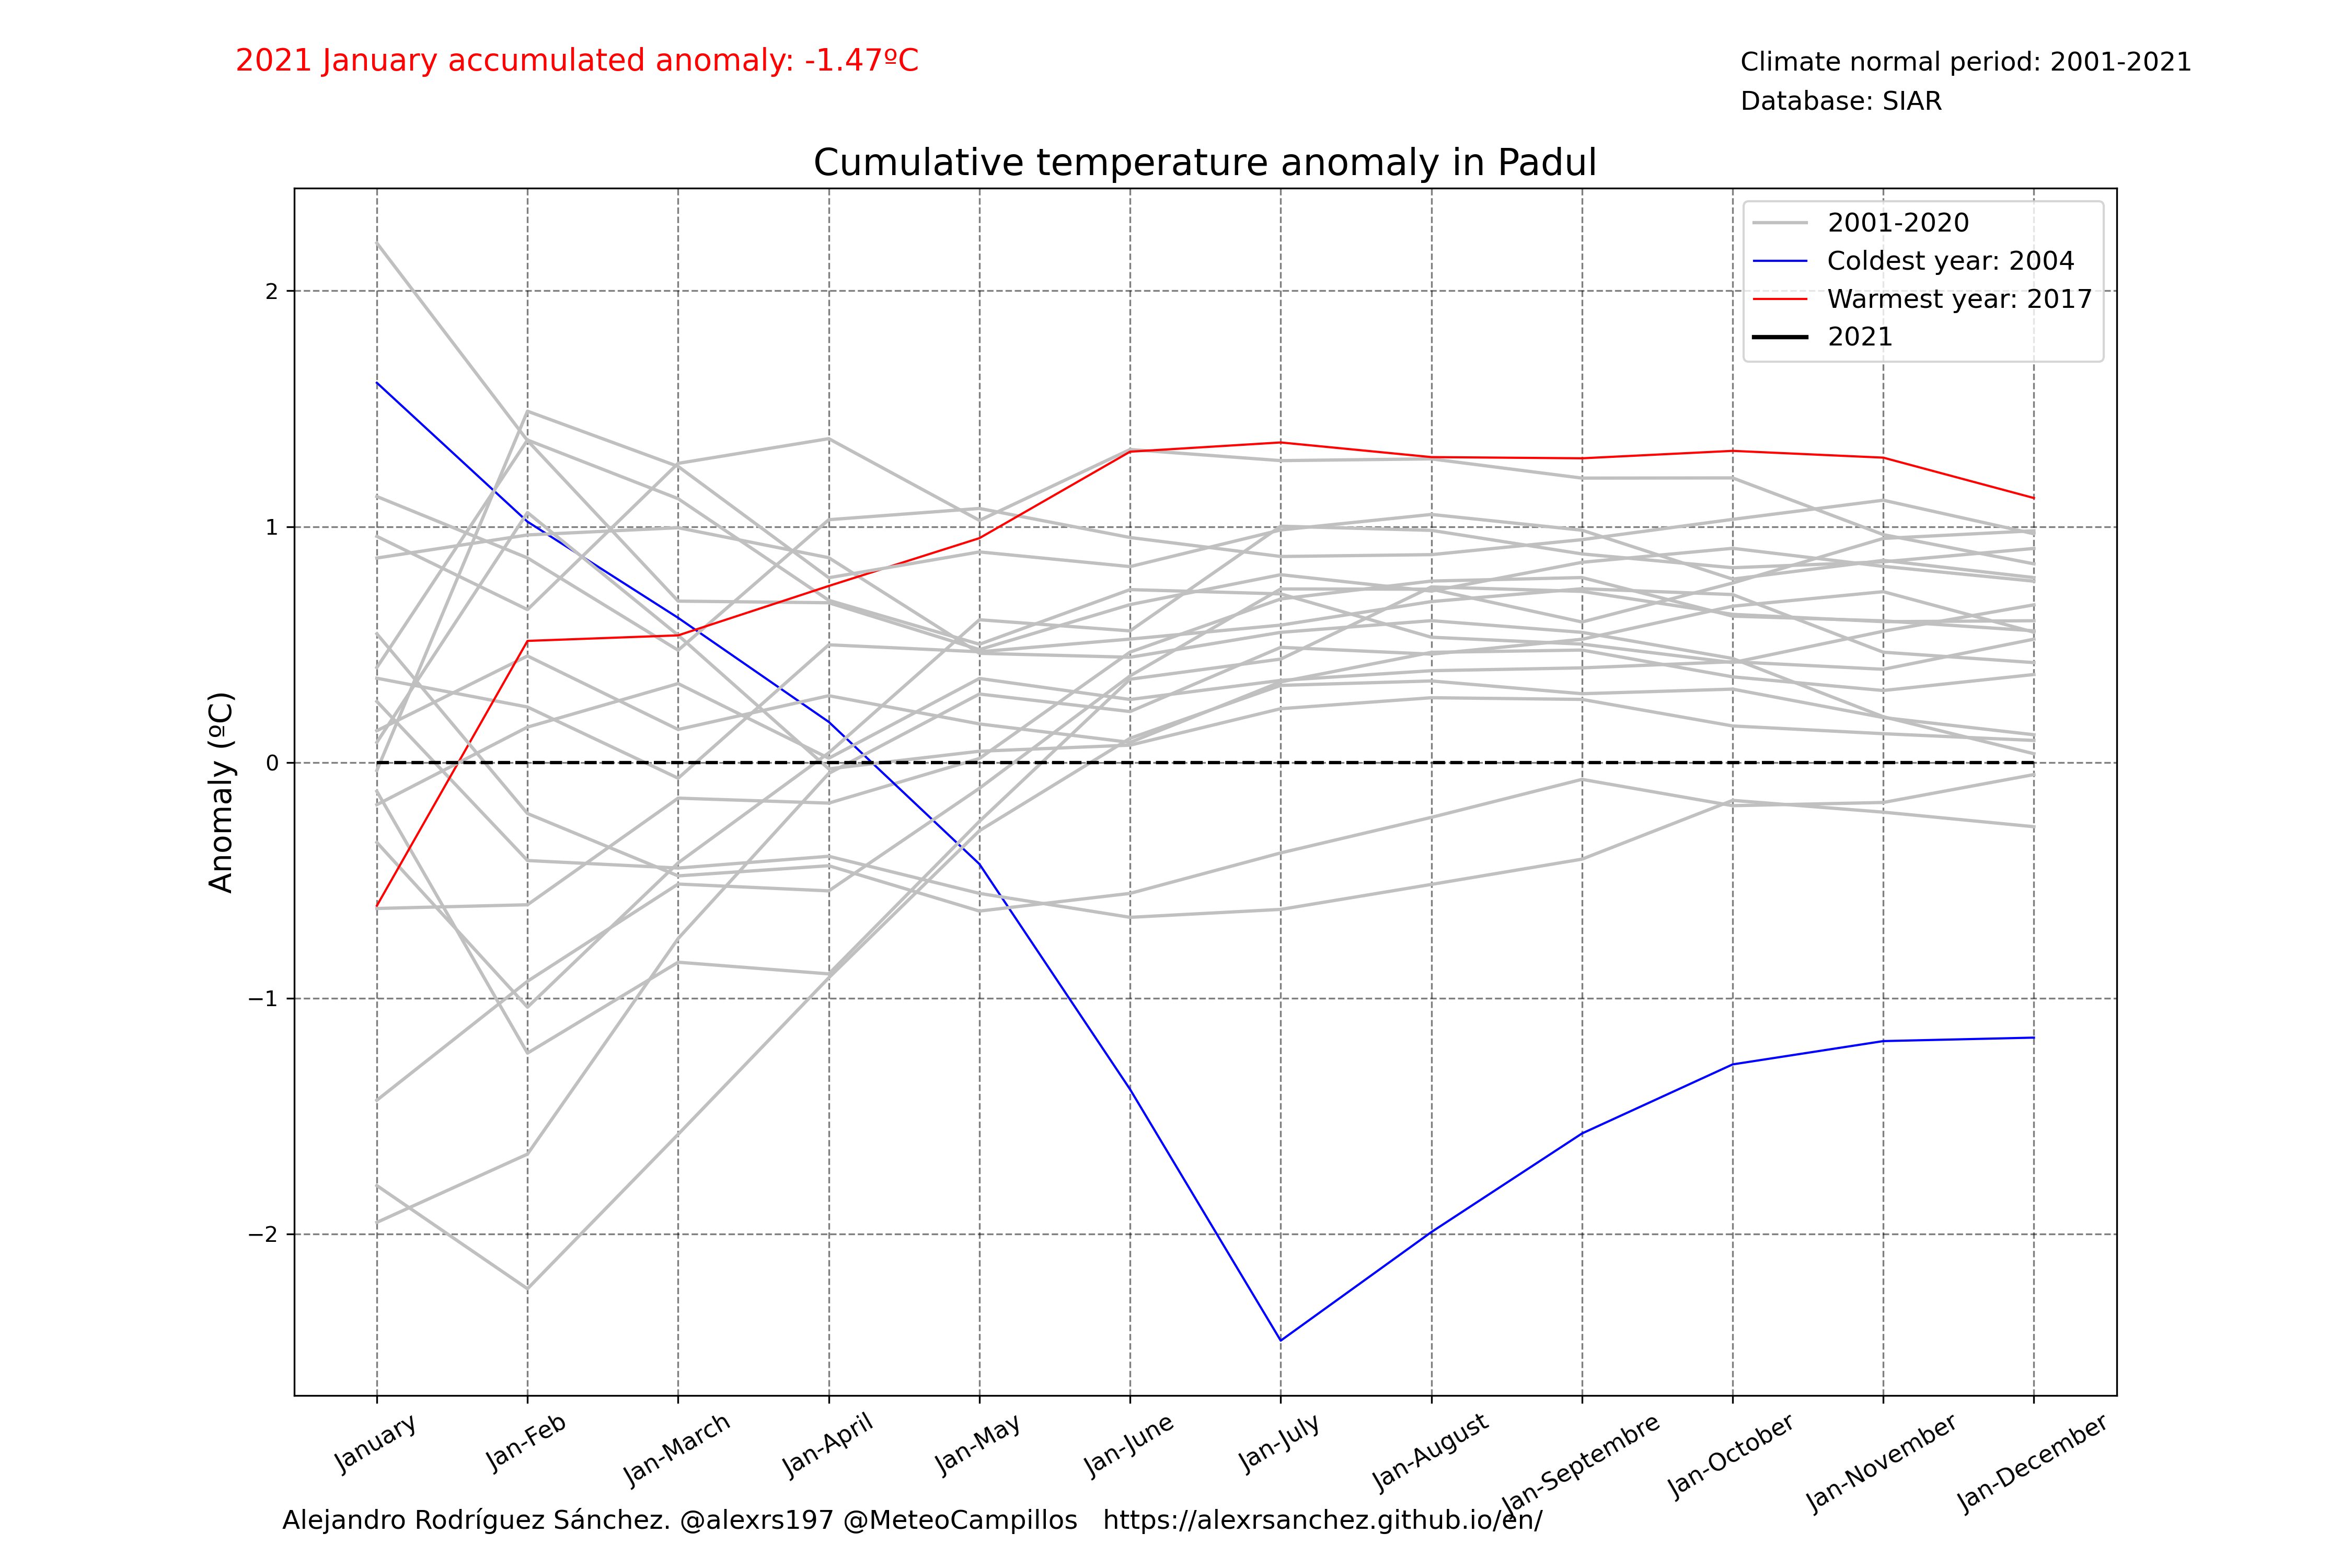 2021 January accumulated anomaly: -1.47ºC
Climate normal period: 2001-2021
Database: SIAR
Cumulative temperature anomaly in Padul
2001-2020
Coldest year: 2004
Warmest year: 2017
2021
Anomaly (ºC)
2
1
0
−1
−2
January
Jan-Feb
Jan-March
Jan-April
Jan-May
Jan-June
Jan-July
Jan-August
Jan-Septembre
Jan-October
Jan-November
Jan-December
Alejandro Rodríguez Sánchez. @alexrs197 @MeteoCampillos   https://alexrsanchez.github.io/en/